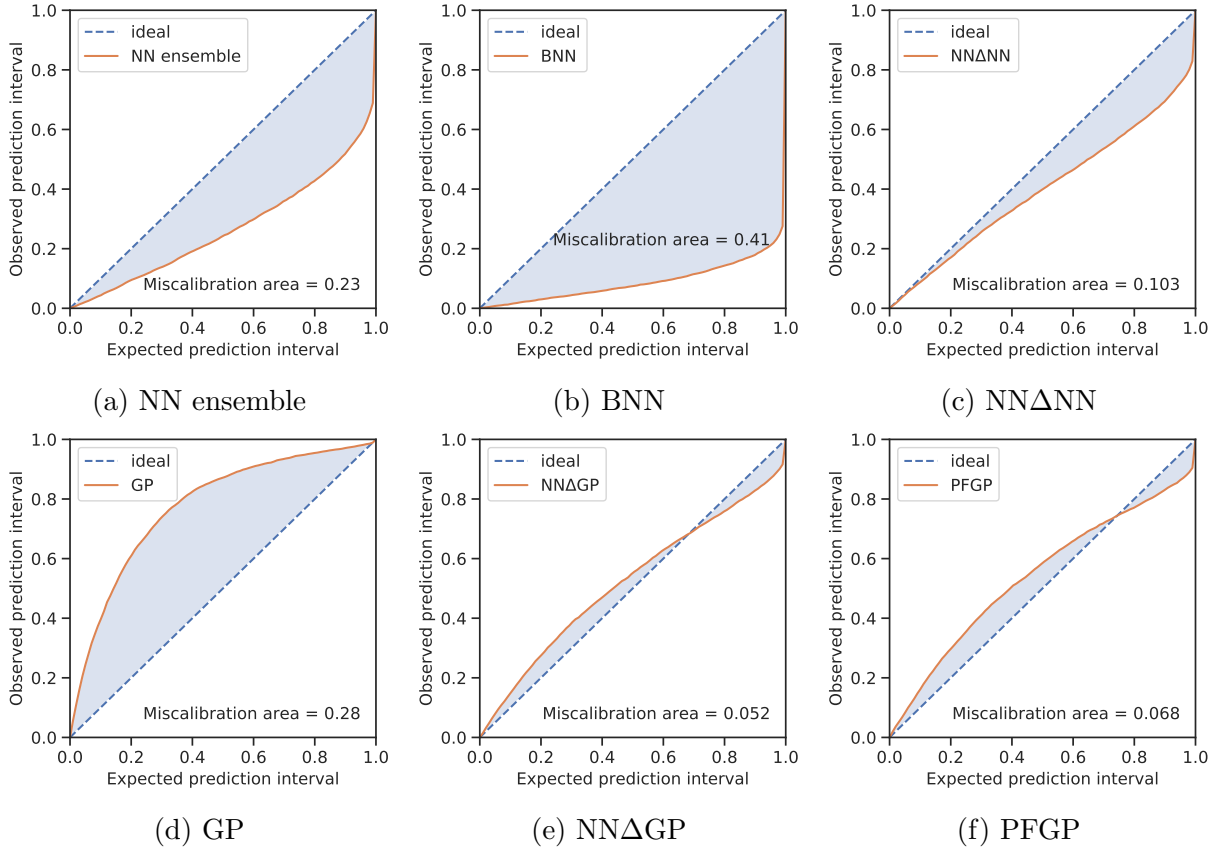 1.0
0.8
0.6
0.4
0.2
0.0
Observed prediction interval
ideal
NN ensemble
Miscalibration area = 0.23
0.0 0.2 0.4 0.6 0.8 1.0
Expected prediction interval
(a) NN ensemble
1.0
0.8
0.6
0.4
0.2
0.0
Observed prediction interval
ideal
BNN
Miscalibration area = 0.41
0.0 0.2 0.4 0.6 0.8 1.0
Expected prediction interval
(b) BNN
1.0
0.8
0.6
0.4
0.2
0.0
Observed prediction interval
ideal
NNΔNN
Miscalibration area = 0.103
0.0 0.2 0.4 0.6 0.8 1.0
Expected prediction interval
(c) NNΔNN
1.0
0.8
0.6
0.4
0.2
0.0
Observed prediction interval
ideal
GP
Miscalibration area = 0.28
0.0 0.2 0.4 0.6 0.8 1.0
Expected prediction interval
(d) GP
1.0
0.8
0.6
0.4
0.2
0.0
Observed prediction interval
ideal
NNΔGP
Miscalibration area = 0.052
0.0 0.2 0.4 0.6 0.8 1.0
Expected prediction interval
(e) NNΔGP
1.0
0.8
0.6
0.4
0.2
0.0
Observed prediction interval
ideal
PFGP
Miscalibration area = 0.068
0.0 0.2 0.4 0.6 0.8 1.0
Expected prediction interval
(f) PFGP